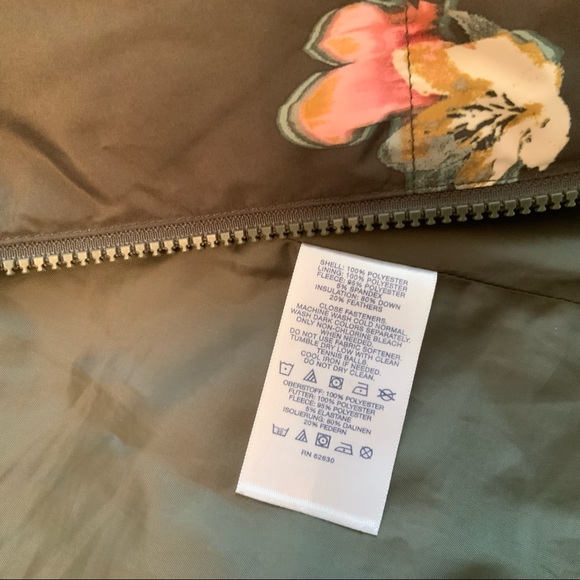 SHELL: 100% POLYESTER
LINING: 100% POLYESTER
FLEECE: 95% POLYESTER
5% SPANDEX
INSULATION: 80% DOWN
20% FEATHERS
CLOSE FASTENERS.
MACHINE WASH COLD NORMAL.
WASH DARK COLORS SEPARATELY.
ONLY NON-CHLORINE BLEACH
WHEN NEEDED.
DO NOT USE FABRIC SOFTENER.
TUMBLE DRY LOW WITH CLEAN
TENNIS BALLS.
COOL IRON IF NEEDED.
DO NOT DRY CLEAN.
OBERSTOFF: 100% POLYESTER
FUTTER: 100% POLYESTER
FLEECE: 95% POLYESTER
5% ELASTANE
ISOLIERUNG: 80% DAUNEN
20% FEDERN
RN 62830